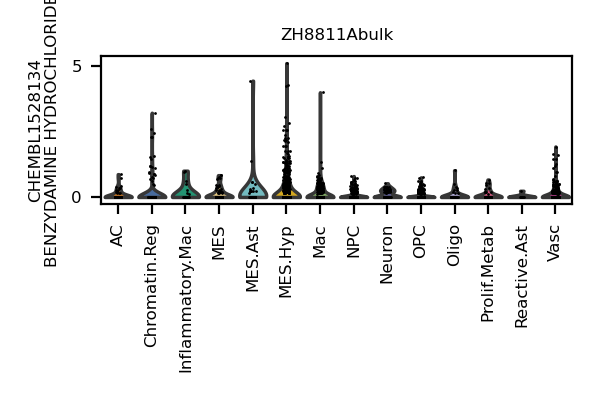 ZH8811Abulk
CHEMBL1528134
BENZYDAMINE HYDROCHLORIDE
5
0
AC
Chromatin.Reg
Inflammatory.Mac
MES
MES.Ast
MES.Hyp
Mac
NPC
Neuron
OPC
Oligo
Prolif.Metab
Reactive.Ast
Vasc